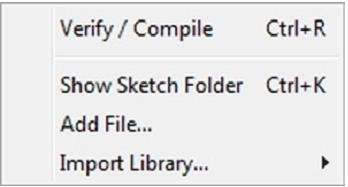 Verify / Compile Ctrl+R
Show Sketch Folder Ctrl+K
Add File...
Import Library...